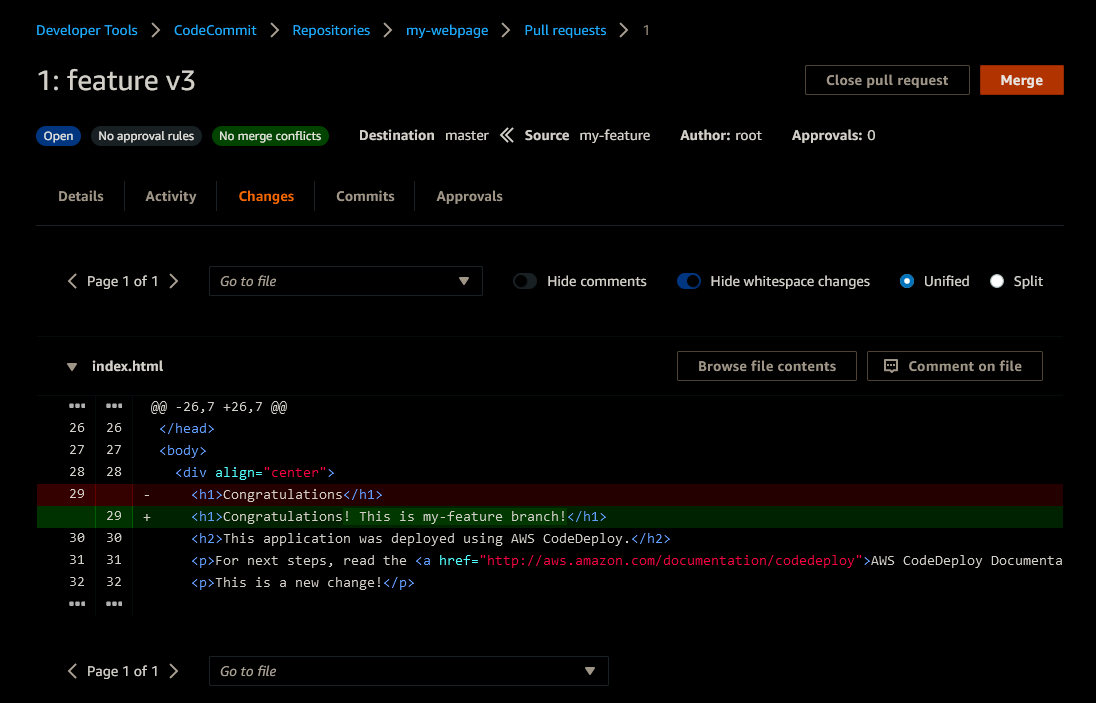 Developer Tools > CodeCommit > Repositories > my-webpage > Pull requests > 1
1: feature v3
Close pull request
Merge
Open No approval rules No merge conflicts Destination master Source my-feature Author: root Approvals: 0
Details Activity Changes Commits Approvals
Page 1 of 1 Go to file Hide comments Hide whitespace changes Unified Split
index.html Browse file contents Comment on file
••• ••• @@ -26,7 +26,7 @@
26 26 </head>
27 27 <body>
28 28 <div align="center">
29 - <h1>Congratulations</h1>
29 + <h1>Congratulations! This is my-feature branch!</h1>
30 30 <h2>This application was deployed using AWS CodeDeploy.</h2>
31 31 <p>For next steps, read the <a href="http://aws.amazon.com/documentation/codedeploy">AWS CodeDeploy Documenta
32 32 <p>This is a new change!</p>
••• •••
Page 1 of 1 Go to file